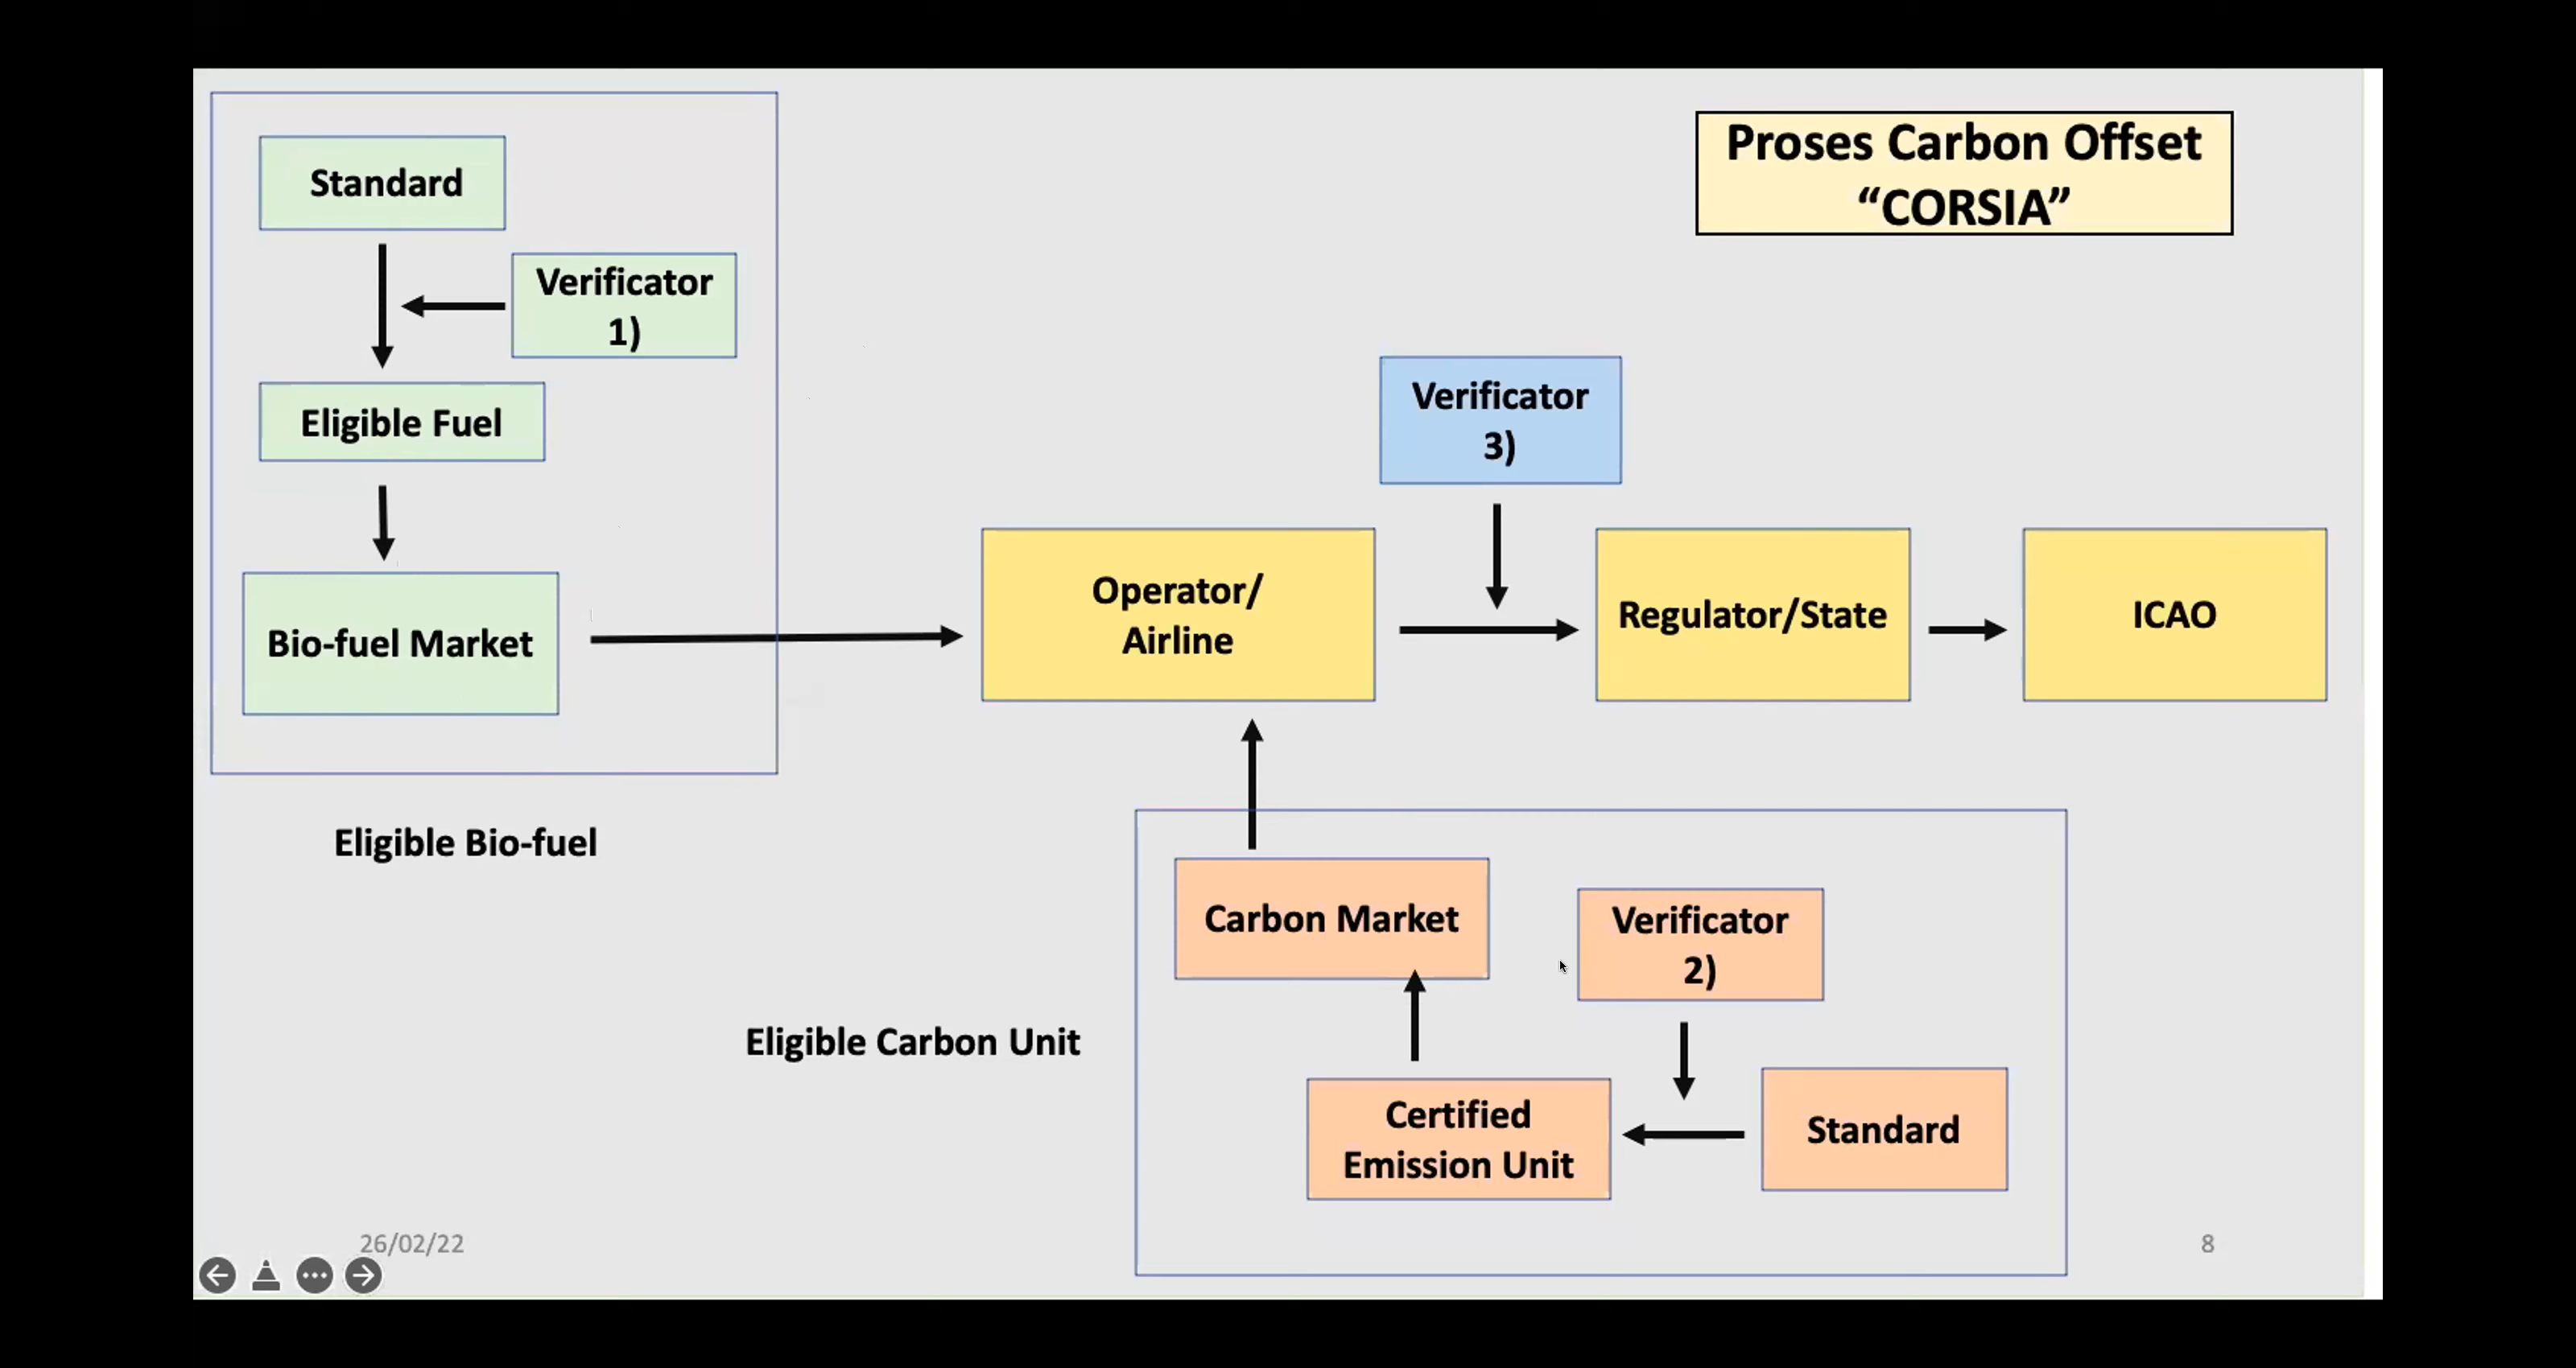 Proses Carbon Offset
“CORSIA”
Standard
Verificator
1)
Eligible Fuel
Bio-fuel Market
Eligible Bio-fuel
Verificator
3)
Operator/
Airline
Regulator/State
ICAO
Carbon Market
Verificator
2)
Eligible Carbon Unit
Certified
Emission Unit
Standard
26/02/22
8